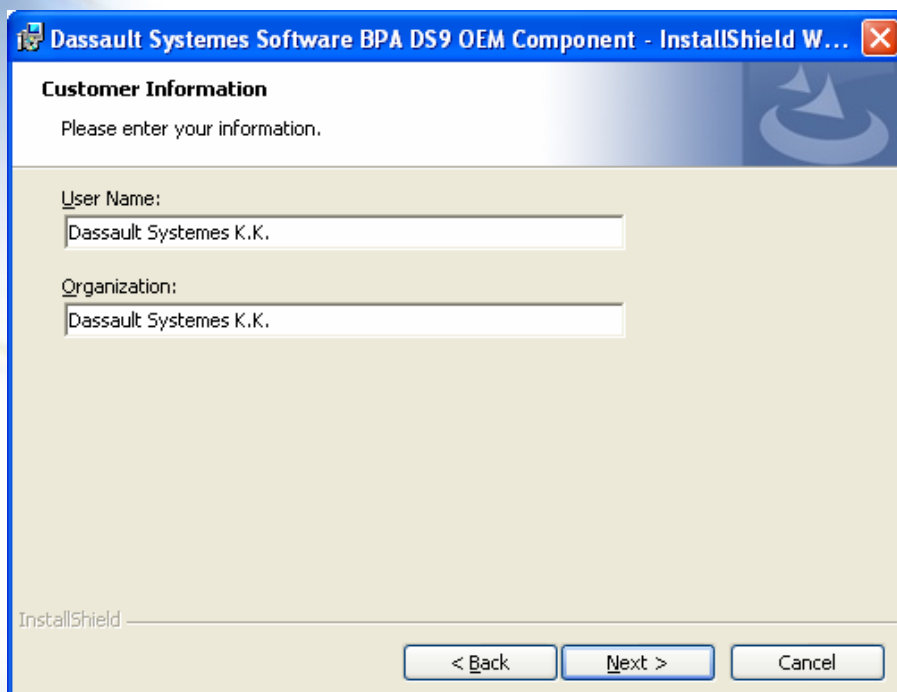 Dassault Systemes Software BPA DS9 OEM Component - InstallShield W...
Customer Information
Please enter your information.
User Name:
Dassault Systemes K.K.
Organization:
Dassault Systemes K.K.
InstallShield
< Back
Next >
Cancel